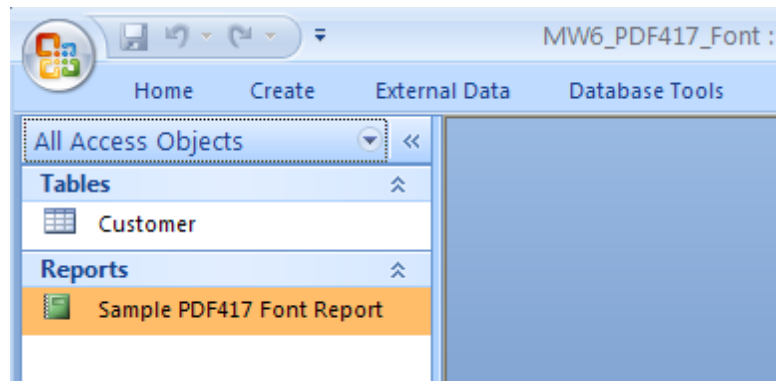 MW6_PDF417_Font :
Home Create External Data Database Tools
All Access Objects
Tables
Customer
Reports
Sample PDF417 Font Report